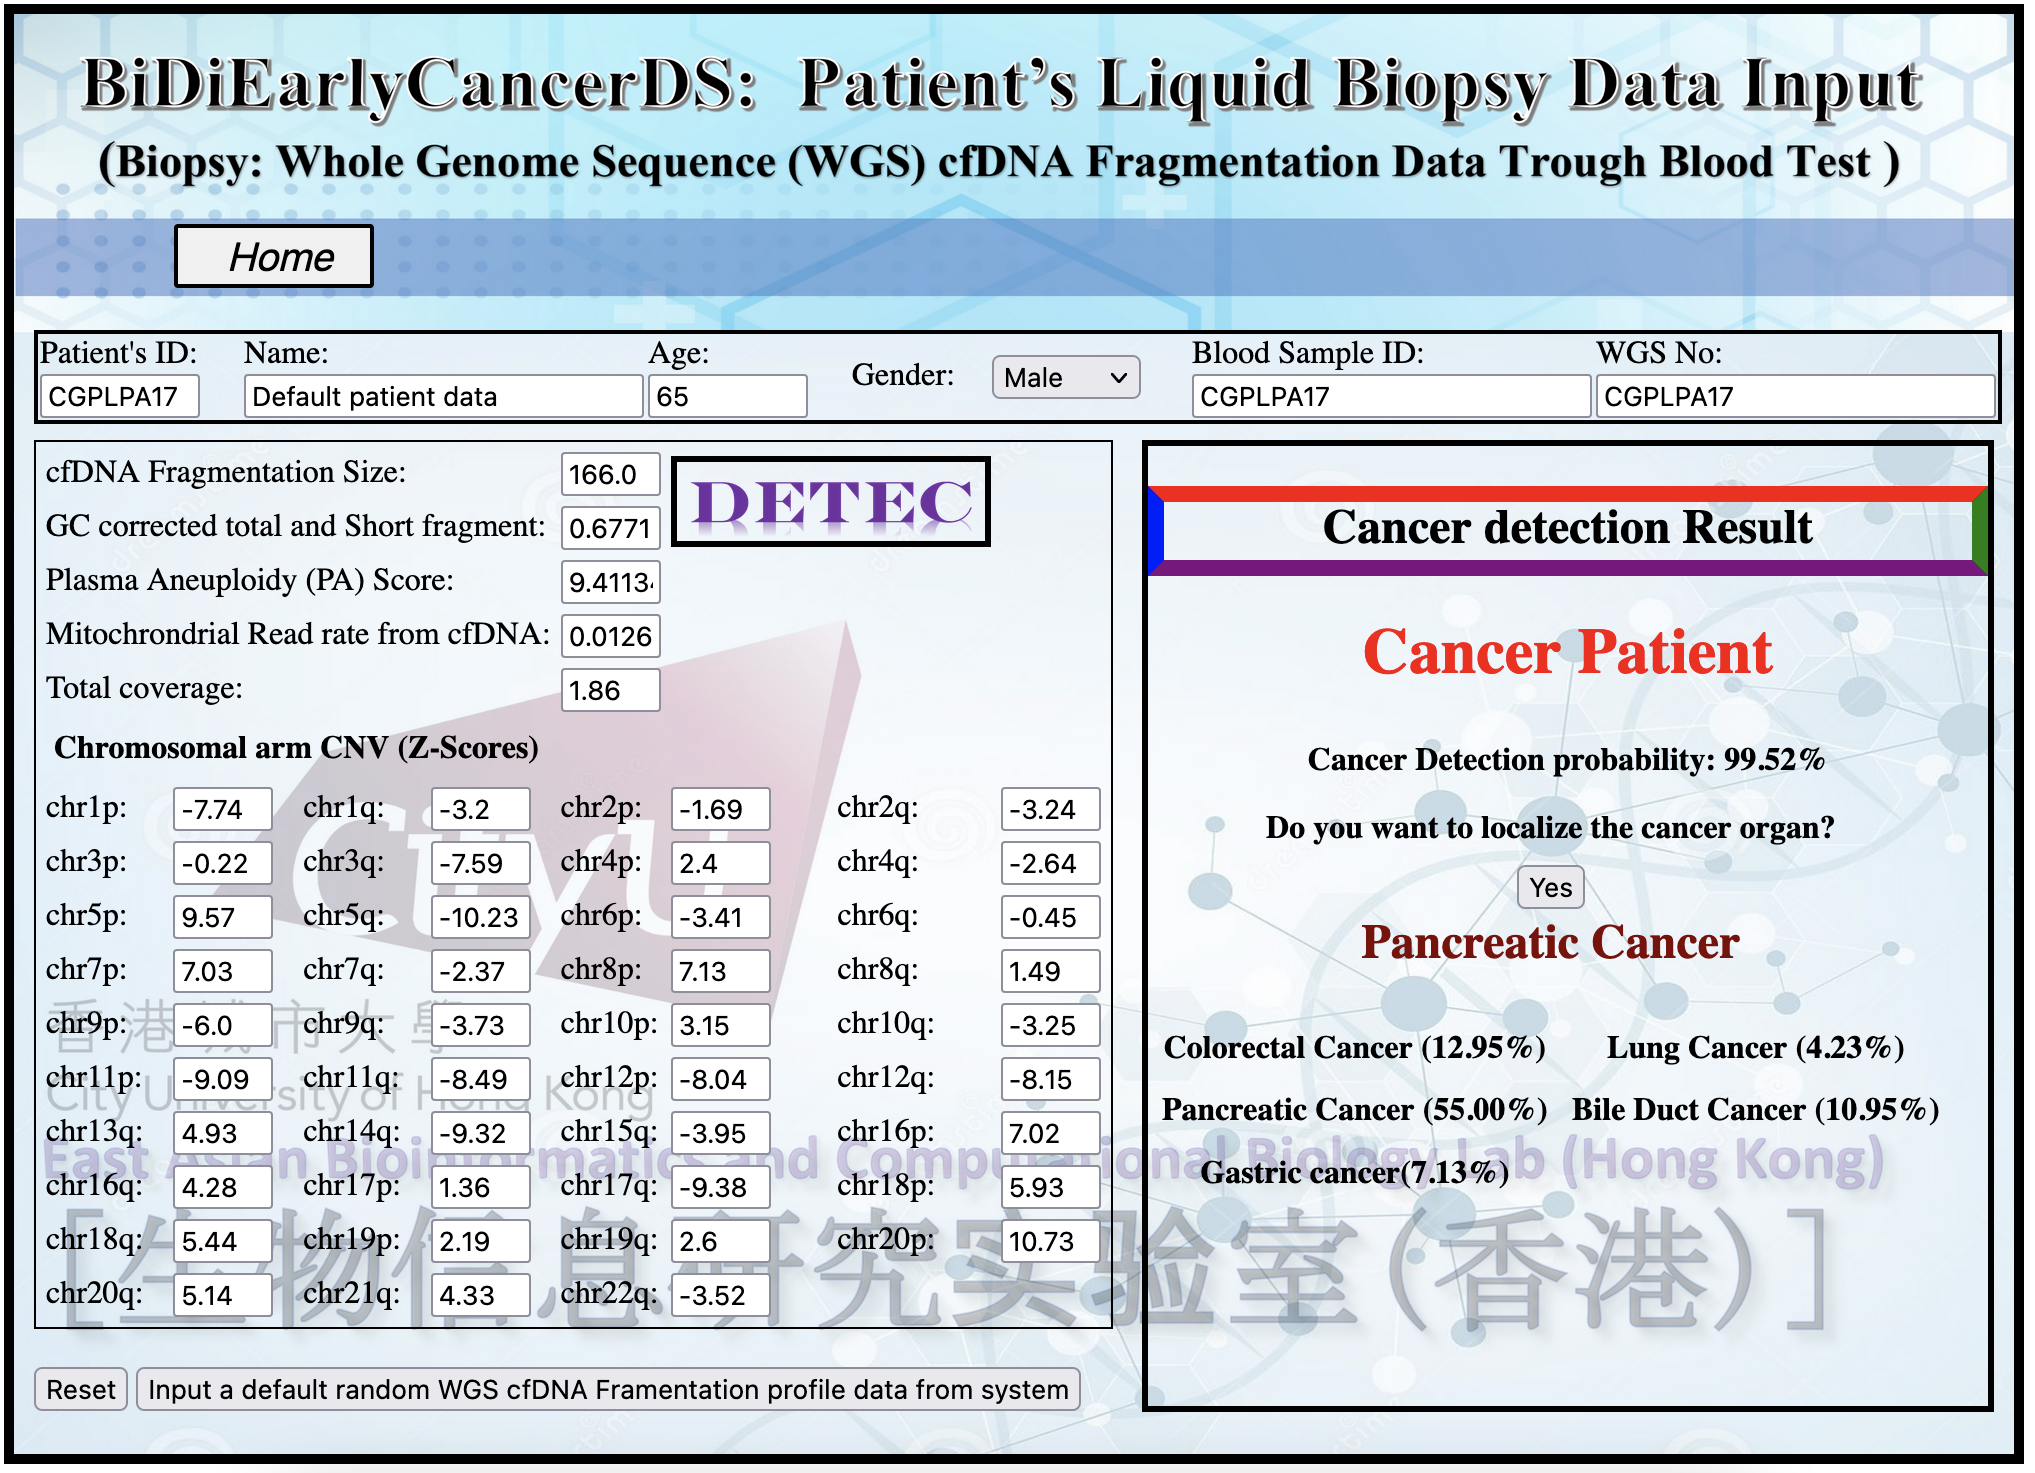 BiDiEarlyCancerDS: Patient’s Liquid Biopsy Data Input
(Biopsy: Whole Genome Sequence (WGS) cfDNA Fragmentation Data Trough Blood Test )
Home
Patient's ID: Name: Age: Gender: Male Blood Sample ID: WGS No:
CGPLPA17 Default patient data 65 CGPLPA17 CGPLPA17
cfDNA Fragmentation Size: 166.0
DETEC
GC corrected total and Short fragment: 0.6771
Plasma Aneuploidy (PA) Score: 9.4113
Mitochrondrial Read rate from cfDNA: 0.0126
Total coverage: 1.86
Chromosomal arm CNV (Z-Scores)
chr1p: -7.74 chr1q: -3.2 chr2p: -1.69 chr2q: -3.24
chr3p: -0.22 chr3q: -7.59 chr4p: 2.4 chr4q: -2.64
chr5p: 9.57 chr5q: -10.23 chr6p: -3.41 chr6q: -0.45
chr7p: 7.03 chr7q: -2.37 chr8p: 7.13 chr8q: 1.49
chr9p: -6.0 chr9q: -3.73 chr10p: 3.15 chr10q: -3.25
chr11p: -9.09 chr11q: -8.49 chr12p: -8.04 chr12q: -8.15
chr13q: 4.93 chr14q: -9.32 chr15q: -3.95 chr16p: 7.02
chr16q: 4.28 chr17p: 1.36 chr17q: -9.38 chr18p: 5.93
chr18q: 5.44 chr19p: 2.19 chr19q: 2.6 chr20p: 10.73
chr20q: 5.14 chr21q: 4.33 chr22q: -3.52
Reset Input a default random WGS cfDNA Framentation profile data from system
Cancer detection Result
Cancer Patient
Cancer Detection probability: 99.52%
Do you want to localize the cancer organ?
Yes
Pancreatic Cancer
Colorectal Cancer (12.95%) Lung Cancer (4.23%)
Pancreatic Cancer (55.00%) Bile Duct Cancer (10.95%)
Gastric cancer(7.13%)
CityU
香港城市大學
City University of Hong Kong
East Asian Bioinformatics and Computational Biology Lab (Hong Kong)
[生物信息研究实验室(香港)]